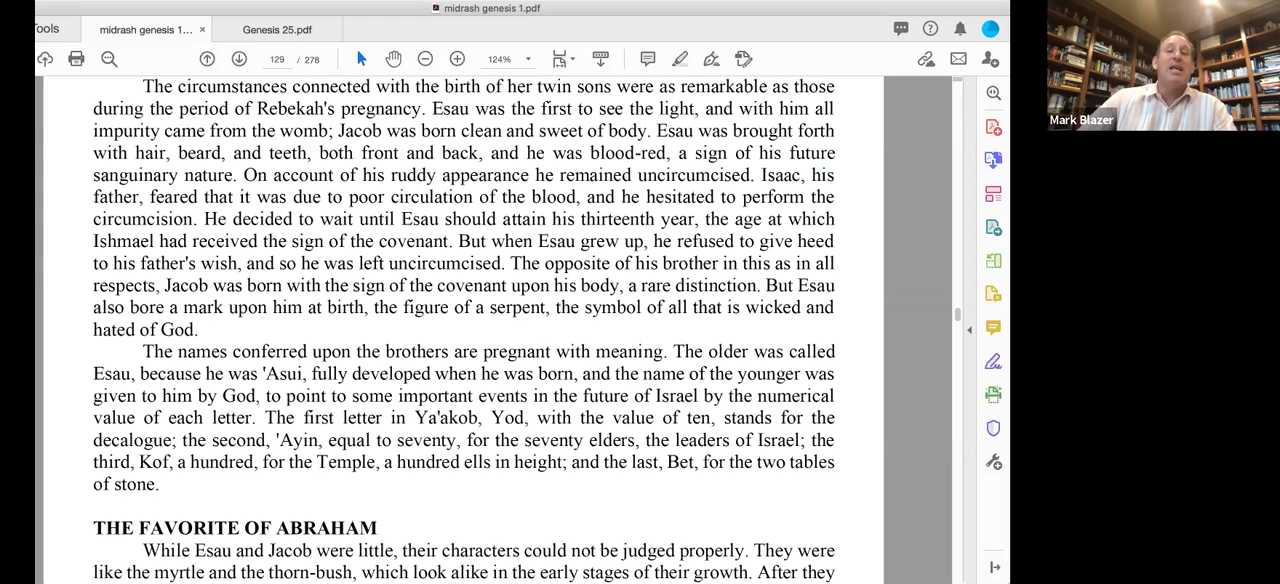 midrash genesis 1.pdf
ools
midrash genesis 1... ×
Genesis 25.pdf
129 / 278
124%
The circumstances connected with the birth of her twin sons were as remarkable as those
during the period of Rebekah's pregnancy. Esau was the first to see the light, and with him all
impurity came from the womb; Jacob was born clean and sweet of body. Esau was brought forth
with hair, beard, and teeth, both front and back, and he was blood-red, a sign of his future
sanguinary nature. On account of his ruddy appearance he remained uncircumcised. Isaac, his
father, feared that it was due to poor circulation of the blood, and he hesitated to perform the
circumcision. He decided to wait until Esau should attain his thirteenth year, the age at which
Ishmael had received the sign of the covenant. But when Esau grew up, he refused to give heed
to his father's wish, and so he was left uncircumcised. The opposite of his brother in this as in all
respects, Jacob was born with the sign of the covenant upon his body, a rare distinction. But Esau
also bore a mark upon him at birth, the figure of a serpent, the symbol of all that is wicked and
hated of God.
The names conferred upon the brothers are pregnant with meaning. The older was called
Esau, because he was 'Asui, fully developed when he was born, and the name of the younger was
given to him by God, to point to some important events in the future of Israel by the numerical
value of each letter. The first letter in Ya'akob, Yod, with the value of ten, stands for the
decalogue; the second, 'Ayin, equal to seventy, for the seventy elders, the leaders of Israel; the
third, Kof, a hundred, for the Temple, a hundred ells in height; and the last, Bet, for the two tables
of stone.
THE FAVORITE OF ABRAHAM
While Esau and Jacob were little, their characters could not be judged properly. They were
like the myrtle and the thorn-bush, which look alike in the early stages of their growth. After they
Mark Blazer